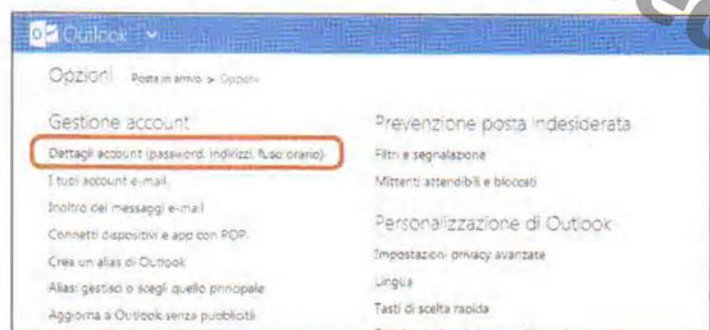 Outlook
Opzioni Posta in arrivo > Opzioni
Gestione account
Dettagli account (password, indirizzi, fuso orario)
I tuoi account e-mail
Inoltro dei messaggi e-mail
Connetti dispositivi e app con POP
Crea un alias di Outlook
Alias: gestisci o scegli quello principale
Aggiorna a Outlook senza pubblicità
Prevenzione posta indesiderata
Filtri e segnalazione
Mittenti attendibili e bloccati
Personalizzazione di Outlook
Impostazioni privacy avanzate
Lingua
Tasti di scelta rapida